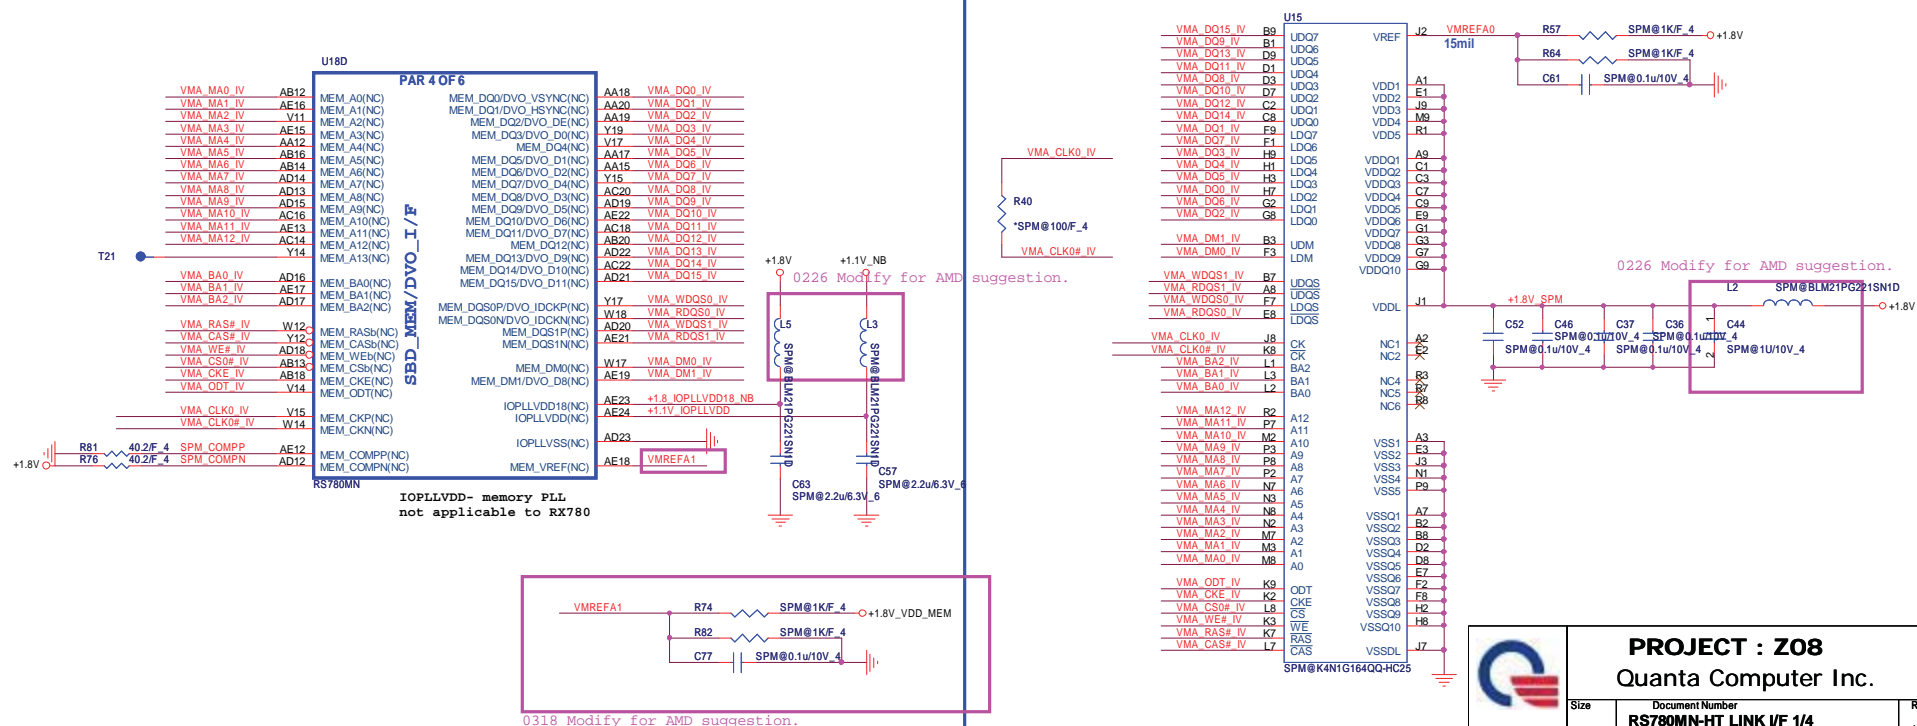 U18D
PAR 4 OF 6
SBD_MEM/DVO_I/F
VMA_MA0_IV AB12 MEM_A0(NC)
VMA_MA1_IV AE16 MEM_A1(NC)
VMA_MA2_IV V11 MEM_A2(NC)
VMA_MA3_IV AE15 MEM_A3(NC)
VMA_MA4_IV AA12 MEM_A4(NC)
VMA_MA5_IV AB16 MEM_A5(NC)
VMA_MA6_IV AB14 MEM_A6(NC)
VMA_MA7_IV AD14 MEM_A7(NC)
VMA_MA8_IV AD13 MEM_A8(NC)
VMA_MA9_IV AD15 MEM_A9(NC)
VMA_MA10_IV AC16 MEM_A10(NC)
VMA_MA11_IV AE13 MEM_A11(NC)
VMA_MA12_IV AC14 MEM_A12(NC)
T21 Y14 MEM_A13(NC)
VMA_BA0_IV AD16 MEM_BA0(NC)
VMA_BA1_IV AE17 MEM_BA1(NC)
VMA_BA2_IV AD17 MEM_BA2(NC)
VMA_RAS#_IV W12 MEM_RASb(NC)
VMA_CAS#_IV Y12 MEM_CASb(NC)
VMA_WE#_IV AD18 MEM_WEb(NC)
VMA_CS0#_IV AB13 MEM_CSb(NC)
VMA_CKE_IV AB18 MEM_CKE(NC)
VMA_ODT_IV V14 MEM_ODT(NC)
VMA_CLK0_IV V15 MEM_CKP(NC)
VMA_CLK0#_IV W14 MEM_CKN(NC)
R81 40.2/F_4 SPM_COMPP AE12 MEM_COMPP(NC)
+1.8V R76 40.2/F_4 SPM_COMPN AD12 MEM_COMPN(NC)
MEM_DQ0/DVO_VSYNC(NC) AA18 VMA_DQ0_IV
MEM_DQ1/DVO_HSYNC(NC) AA20 VMA_DQ1_IV
MEM_DQ2/DVO_DE(NC) AA19 VMA_DQ2_IV
MEM_DQ3/DVO_D0(NC) Y19 VMA_DQ3_IV
MEM_DQ4(NC) V17 VMA_DQ4_IV
MEM_DQ5/DVO_D1(NC) AA17 VMA_DQ5_IV
MEM_DQ6/DVO_D2(NC) AA15 VMA_DQ6_IV
MEM_DQ7/DVO_D4(NC) Y15 VMA_DQ7_IV
MEM_DQ8/DVO_D3(NC) AC20 VMA_DQ8_IV
MEM_DQ9/DVO_D5(NC) AD19 VMA_DQ9_IV
MEM_DQ10/DVO_D6(NC) AE22 VMA_DQ10_IV
MEM_DQ11/DVO_D7(NC) AC18 VMA_DQ11_IV
MEM_DQ12(NC) AB20 VMA_DQ12_IV
MEM_DQ13/DVO_D9(NC) AD22 VMA_DQ13_IV
MEM_DQ14/DVO_D10(NC) AC22 VMA_DQ14_IV
MEM_DQ15/DVO_D11(NC) AD21 VMA_DQ15_IV
MEM_DQS0P/DVO_IDCKP(NC) Y17 VMA_WDQS0_IV
MEM_DQS0N/DVO_IDCKN(NC) W18 VMA_RDQS0_IV
MEM_DQS1P(NC) AD20 VMA_WDQS1_IV
MEM_DQS1N(NC) AE21 VMA_RDQS1_IV
MEM_DM0(NC) W17 VMA_DM0_IV
MEM_DM1/DVO_D8(NC) AE19 VMA_DM1_IV
IOPLLVDD18(NC) AE23 +1.8_IOPLLVDD18_NB
IOPLLVDD(NC) AE24 +1.1V_IOPLLVDD
IOPLLVSS(NC) AD23
MEM_VREF(NC) AE18 VMREFA1
RS780MN
IOPLLVDD- memory PLL
not applicable to RX780
+1.8V +1.1V_NB
0226 Modify for AMD suggestion.
L5 SPM@BLM21PG221SN1D
L3 SPM@BLM21PG221SN1D
C63
SPM@2.2u/6.3V_6
C57
SPM@2.2u/6.3V_6
VMREFA1 R74 SPM@1K/F_4 +1.8V_VDD_MEM
R82 SPM@1K/F_4
C77 SPM@0.1u/10V_4
0318 Modify for AMD suggestion.
VMA_CLK0_IV
R40
*SPM@100/F_4
VMA_CLK0#_IV
U15
VMA_DQ15_IV B9 UDQ7
VMA_DQ9_IV B1 UDQ6
VMA_DQ13_IV D9 UDQ5
VMA_DQ11_IV D1 UDQ4
VMA_DQ8_IV D3 UDQ3
VMA_DQ10_IV D7 UDQ2
VMA_DQ12_IV C2 UDQ1
VMA_DQ14_IV C8 UDQ0
VMA_DQ1_IV F9 LDQ7
VMA_DQ7_IV F1 LDQ6
VMA_DQ3_IV H9 LDQ5
VMA_DQ4_IV H1 LDQ4
VMA_DQ5_IV H3 LDQ3
VMA_DQ0_IV H7 LDQ2
VMA_DQ6_IV G2 LDQ1
VMA_DQ2_IV G8 LDQ0
VMA_DM1_IV B3 UDM
VMA_DM0_IV F3 LDM
VMA_WDQS1_IV B7 UDQS
VMA_RDQS1_IV A8 UDQS
VMA_WDQS0_IV F7 LDQS
VMA_RDQS0_IV E8 LDQS
VMA_CLK0_IV J8 CK
VMA_CLK0#_IV K8 CK
VMA_BA2_IV L1 BA2
VMA_BA1_IV L3 BA1
VMA_BA0_IV L2 BA0
VMA_MA12_IV R2 A12
VMA_MA11_IV P7 A11
VMA_MA10_IV M2 A10
VMA_MA9_IV P3 A9
VMA_MA8_IV P8 A8
VMA_MA7_IV P2 A7
VMA_MA6_IV N7 A6
VMA_MA5_IV N3 A5
VMA_MA4_IV N8 A4
VMA_MA3_IV N2 A3
VMA_MA2_IV M7 A2
VMA_MA1_IV M3 A1
VMA_MA0_IV M8 A0
VMA_ODT_IV K9 ODT
VMA_CKE_IV K2 CKE
VMA_CS0#_IV L8 CS
VMA_WE#_IV K3 WE
VMA_RAS#_IV K7 RAS
VMA_CAS#_IV L7 CAS
SPM@K4N1G164QQ-HC25
VREF J2 VMREFA0
15mil
R57 SPM@1K/F_4 +1.8V
R64 SPM@1K/F_4
C61 SPM@0.1u/10V_4
VDD1 A1
VDD2 E1
VDD3 J9
VDD4 M9
VDD5 R1
VDDQ1 A9
VDDQ2 C1
VDDQ3 C3
VDDQ4 C7
VDDQ5 C9
VDDQ6 E9
VDDQ7 G1
VDDQ8 G3
VDDQ9 G7
VDDQ10 G9
VDDL J1
NC1 A2
NC2 E2
NC4 R3
NC5 R7
NC6 R8
VSS1 A3
VSS2 E3
VSS3 J3
VSS4 N1
VSS5 P9
VSSQ1 A7
VSSQ2 B2
VSSQ3 B8
VSSQ4 D2
VSSQ5 D8
VSSQ6 E7
VSSQ7 F2
VSSQ8 F8
VSSQ9 H2
VSSQ10 H8
VSSDL J7
0226 Modify for AMD suggestion.
L2 SPM@BLM21PG221SN1D
+1.8V_SPM +1.8V
C52 C46 C37 C36 C44
SPM@0.1u/10V_4 SPM@0.1u/10V_4 SPM@0.1u/10V_4 SPM@0.1u/10V_4 SPM@1U/10V_4
1
2
PROJECT : Z08
Quanta Computer Inc.
Size Document Number R
RS780MN-HT LINK I/F 1/4